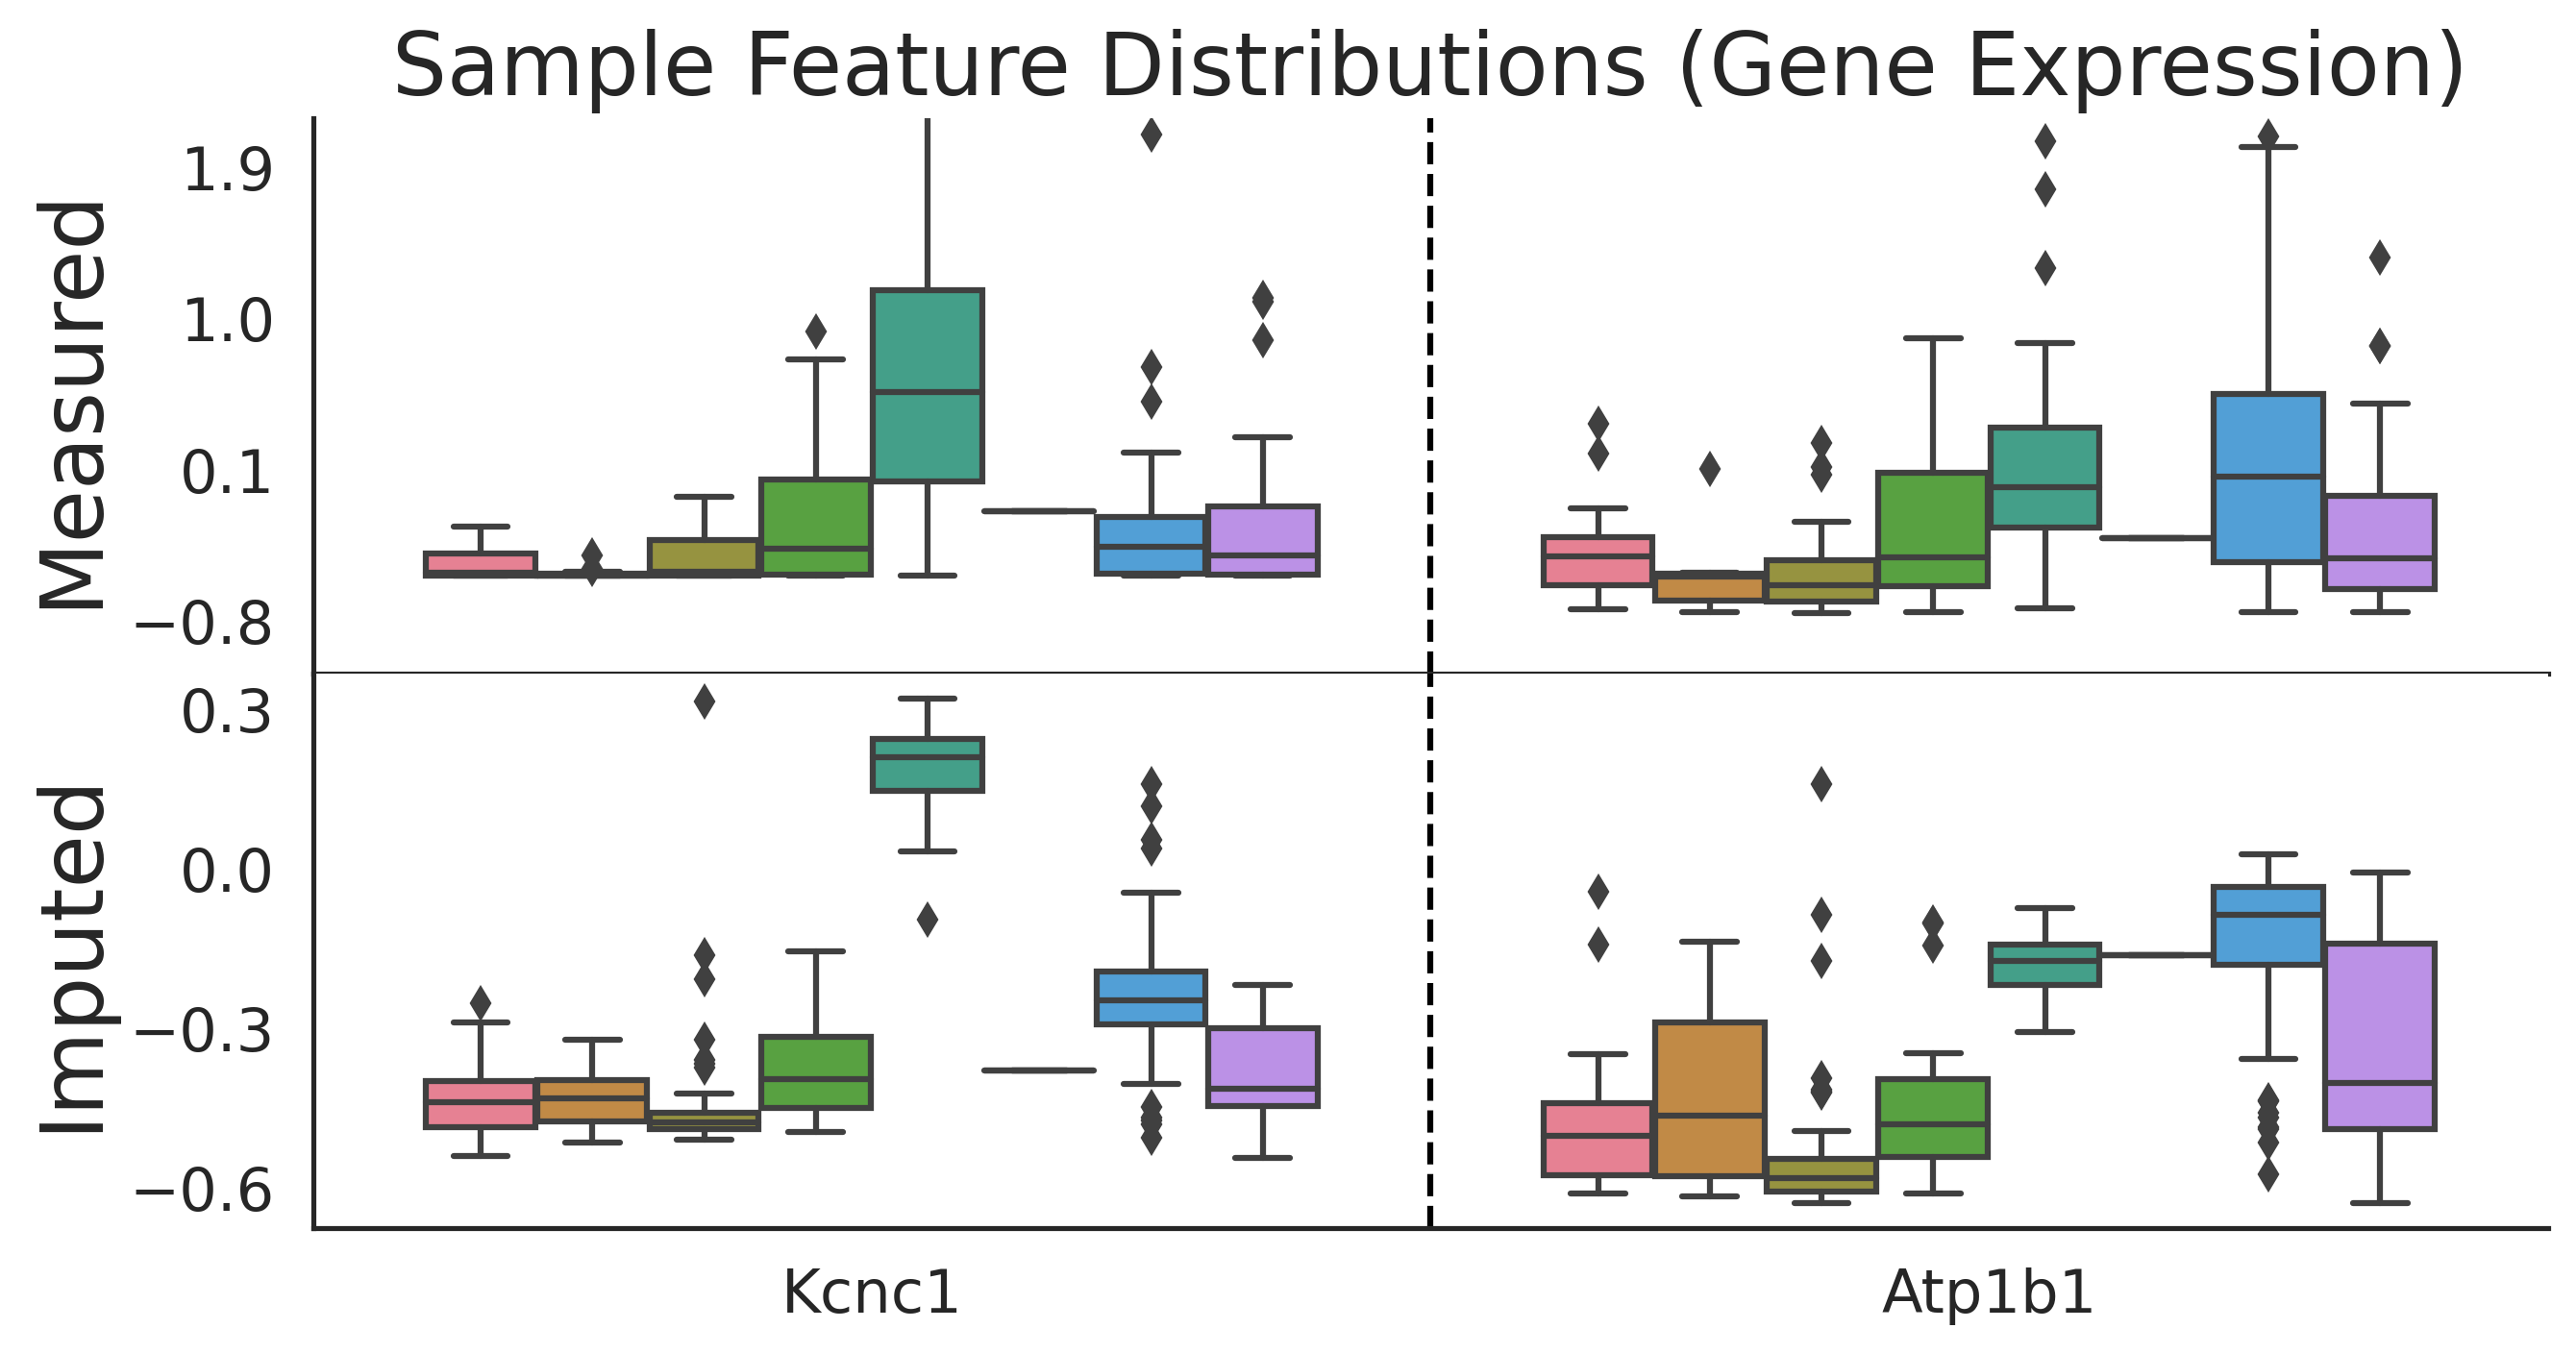 Sample Feature Distributions (Gene Expression)
Measured
1.9
1.0
0.1
−0.8
Imputed
0.3
0.0
−0.3
−0.6
Kcnc1
Atp1b1